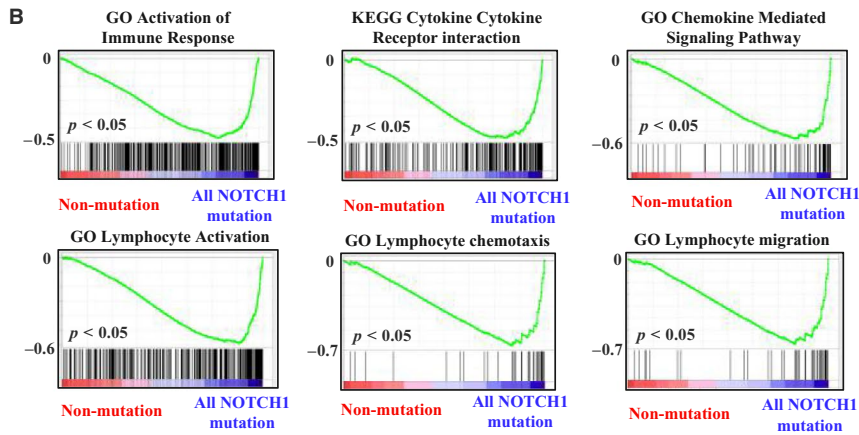 B
GO Activation of
Immune Response
0
−0.5
p < 0.05
Non-mutation
All NOTCH1
mutation
KEGG Cytokine Cytokine
Receptor interaction
0
−0.5
p < 0.05
Non-mutation
All NOTCH1
mutation
GO Chemokine Mediated
Signaling Pathway
0
−0.6
p < 0.05
Non-mutation
All NOTCH1
mutation
GO Lymphocyte Activation
0
−0.6
p < 0.05
Non-mutation
All NOTCH1
mutation
GO Lymphocyte chemotaxis
0
−0.7
p < 0.05
Non-mutation
All NOTCH1
mutation
GO Lymphocyte migration
0
−0.7
p < 0.05
Non-mutation
All NOTCH1
mutation